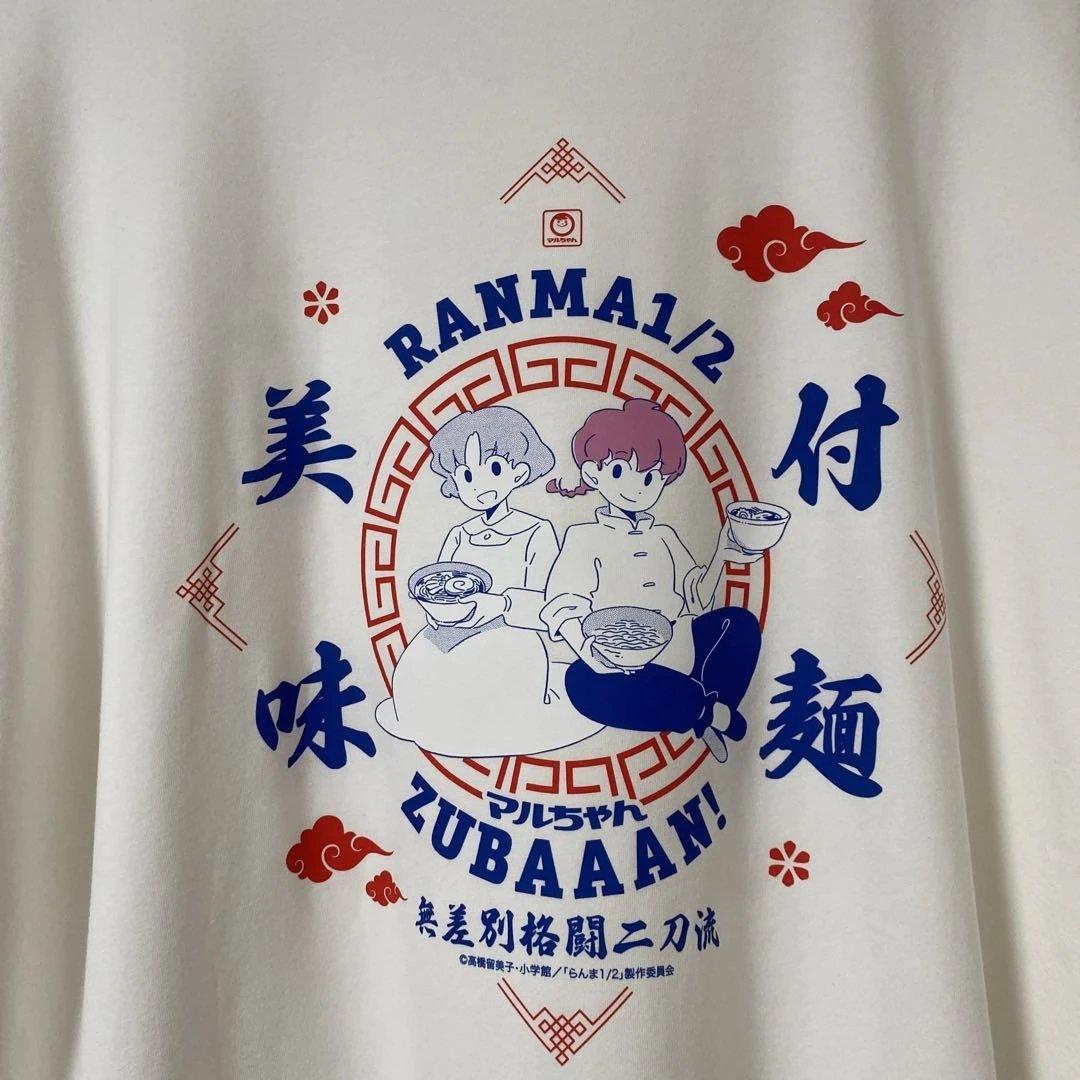 マルちゃん
RANMA1/2
付麺
美味
マルちゃん
ZUBAAAN!
無差別格闘二刀流
©高橋留美子・小学館／「らんま1/2」製作委員会